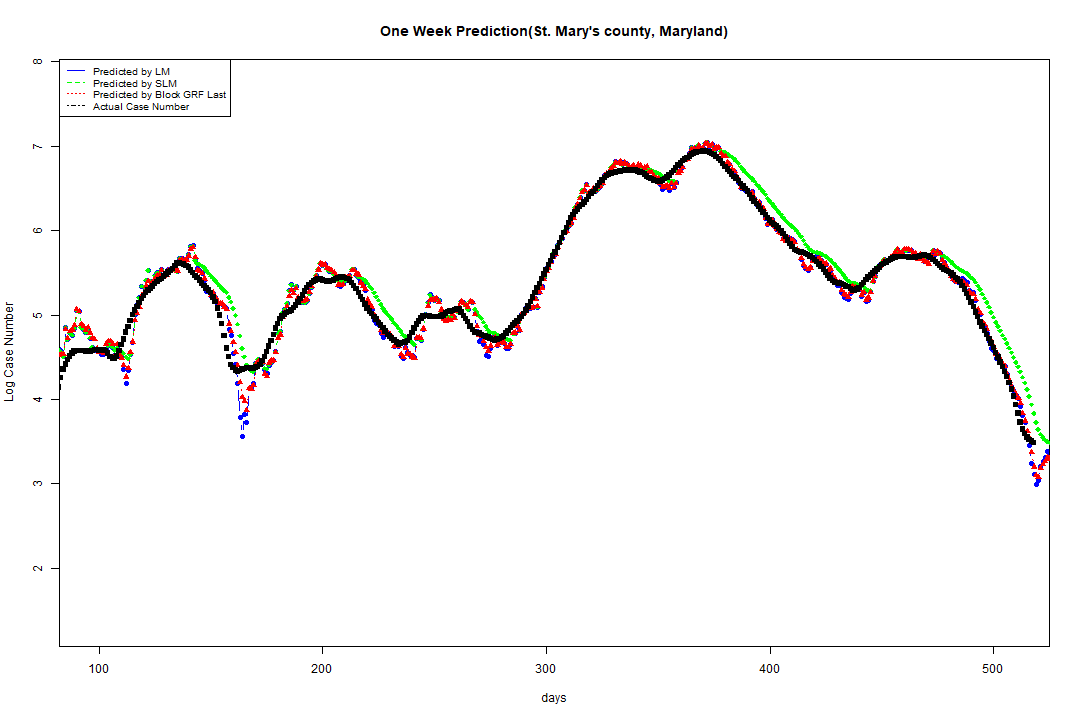 One Week Prediction(St. Mary's county, Maryland)
Predicted by LM
Predicted by SLM
Predicted by Block GRF Last
Actual Case Number
8
7
6
5
4
3
2
Log Case Number
100 200 300 400 500
days